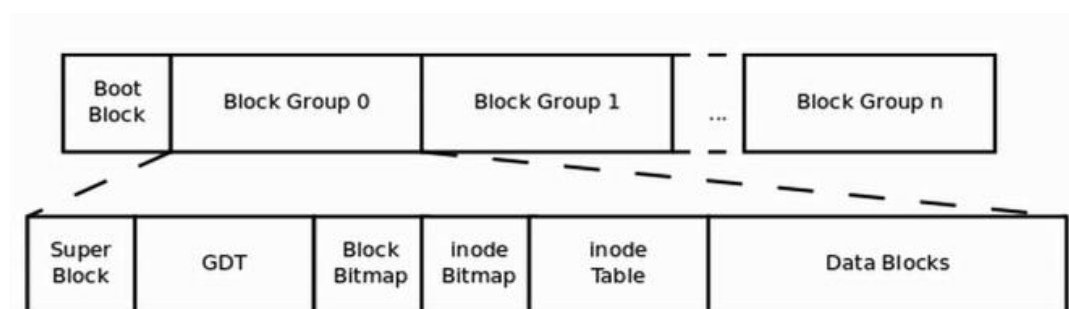 Boot
Block
Block Group 0
Block Group 1
...
Block Group n
Super
Block
GDT
Block
Bitmap
inode
Bitmap
inode
Table
Data Blocks